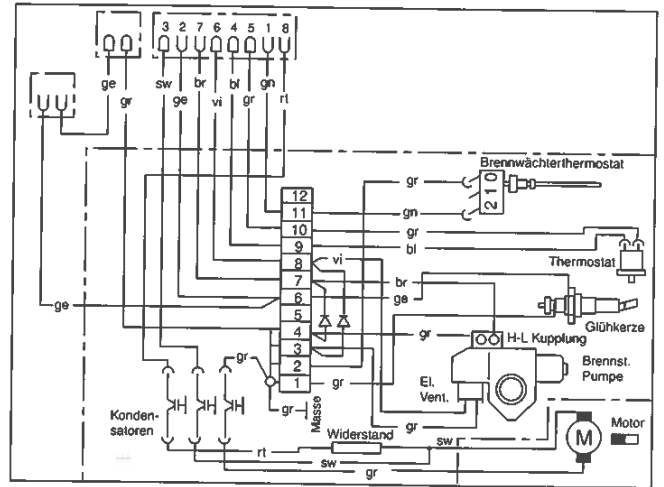 3 2 7 6 4 5 1 8
ge gr sw ge br vi bl gr gn rt
Brennwächterthermostat
gr
2 1 0
gn
gr
bl
Thermostat
12
11
10
9
8
7
6
5
4
3
2
1
vi
br
ge
ge
Glühkerze
gr
H-L Kupplung
Brennst.
Pumpe
El.
Vent.
gr
gr
gr
gr
Masse
Konden-
satoren
Widerstand
rt
sw
sw
gr
M
Motor